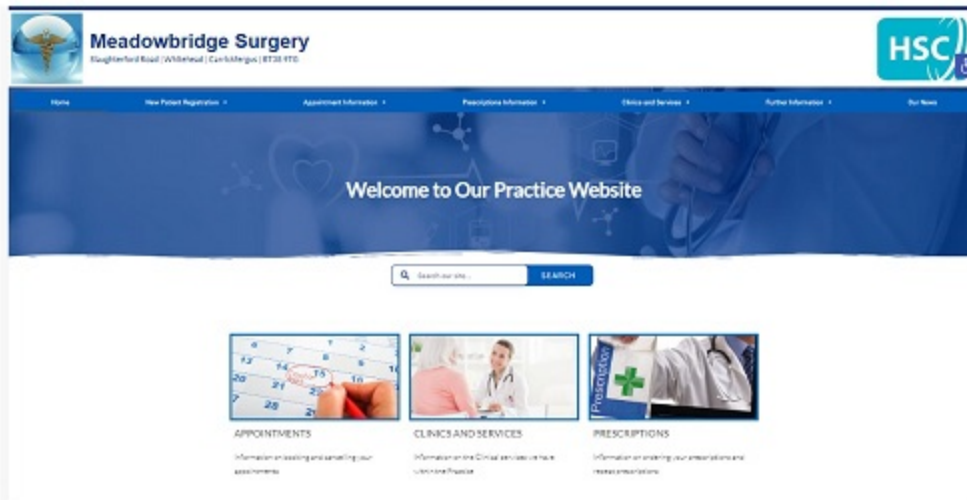 Meadowbridge Surgery
Slaughterford Road | Whitehead | Carrickfergus | BT38 9TG
HSC
Home New Patient Registration Appointment Information Prescriptions Information Clinics and Services Further Information Our News
Welcome to Our Practice Website
Search our site...
SEARCH
Prescription
APPOINTMENTS CLINICS AND SERVICES PRESCRIPTIONS
Information on booking and cancelling your Information on the Clinical services we have Information on ordering your prescriptions and
appointments within the Practice repeat prescriptions